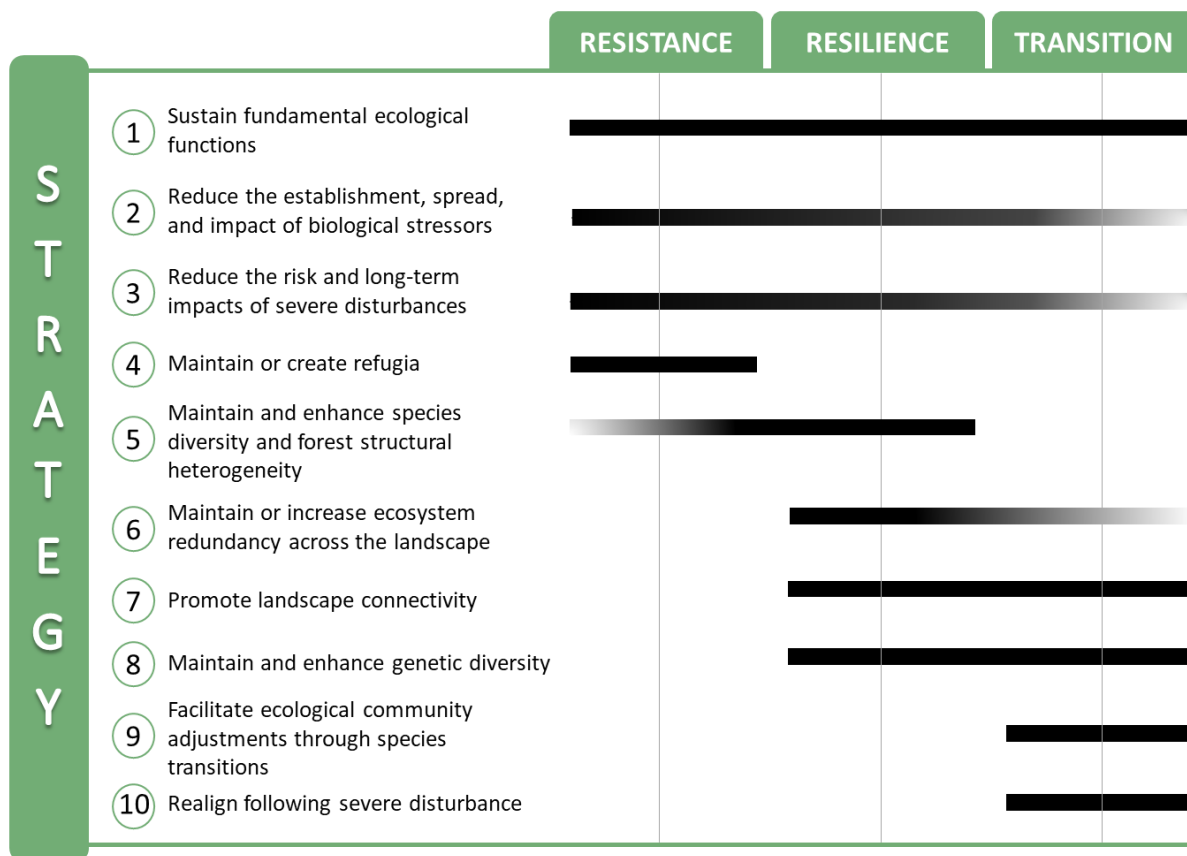 RESISTANCE RESILIENCE TRANSITION
STRATEGY
1 Sustain fundamental ecological
functions
2 Reduce the establishment, spread,
and impact of biological stressors
3 Reduce the risk and long-term
impacts of severe disturbances
4 Maintain or create refugia
5 Maintain and enhance species
diversity and forest structural
heterogeneity
6 Maintain or increase ecosystem
redundancy across the landscape
7 Promote landscape connectivity
8 Maintain and enhance genetic diversity
9 Facilitate ecological community
adjustments through species
transitions
10 Realign following severe disturbance